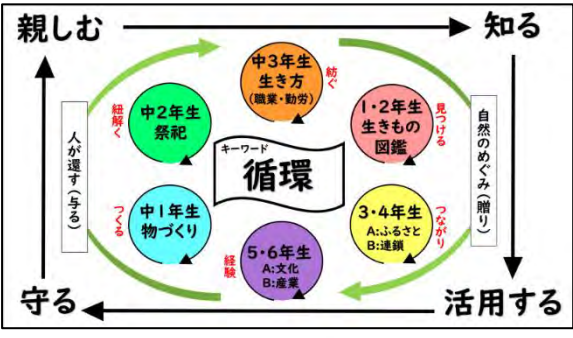 親しむ
知る
中3年生
生き方
(職業・勤労)
紡ぐ
1・2年生
生きもの
図鑑
見つける
自然のめぐみ(贈り)
3・4年生
A:ふるさと
B:連鎖
つながり
5・6年生
A:文化
B:産業
経験
中1年生
物づくり
つくる
中2年生
祭祀
紐解く
人が還す(与る)
キーワード
循環
守る
活用する